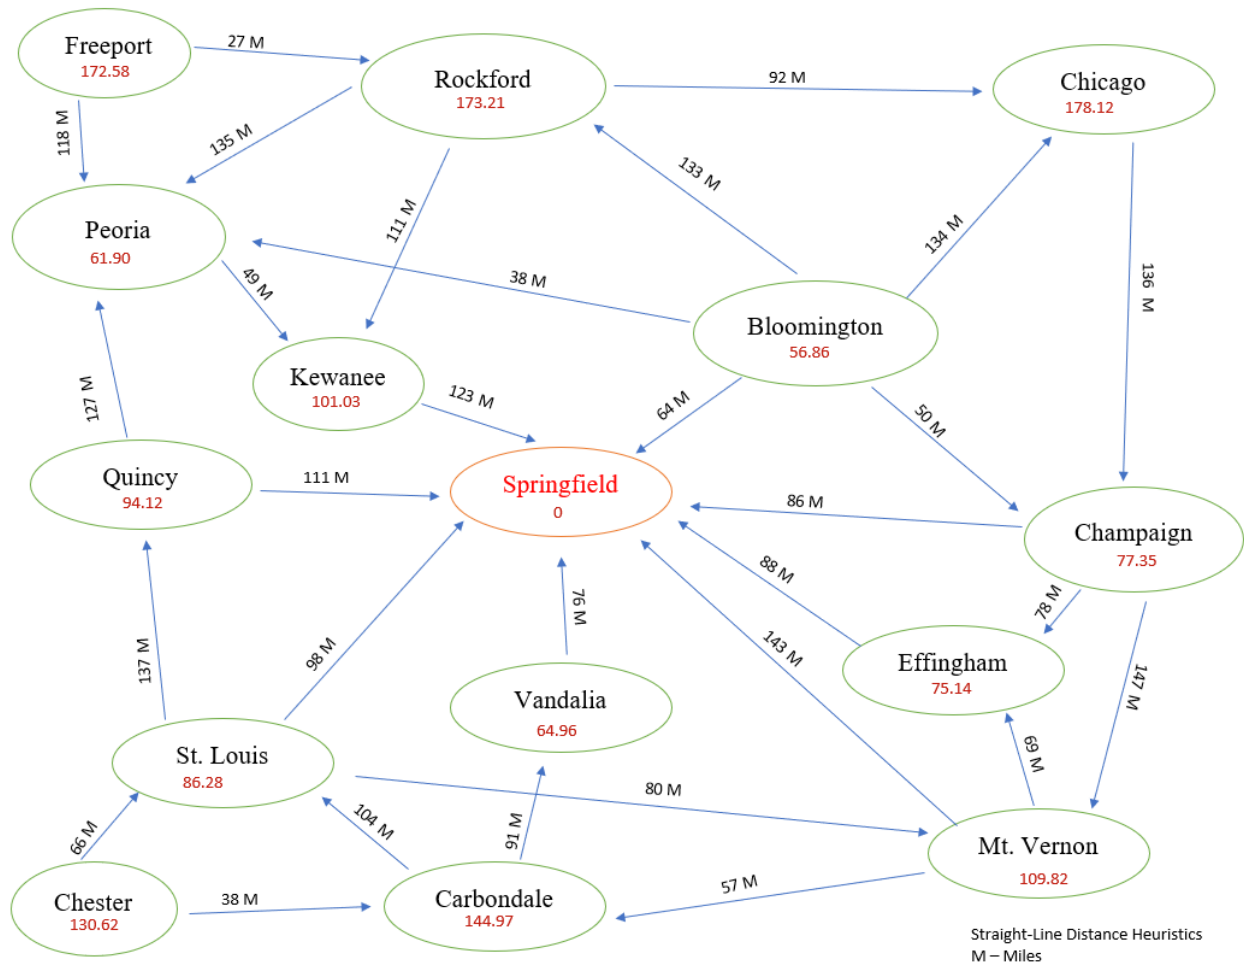 Freeport
172.58
27 M
Rockford
173.21
92 M
Chicago
178.12
118 M
135 M
133 M
134 M
111 M
Peoria
61.90
49 M
38 M
136 M
Bloomington
56.86
Kewanee
101.03
123 M
64 M
50 M
127 M
Quincy
94.12
111 M
Springfield
0
86 M
Champaign
77.35
88 M
78 M
76 M
143 M
147 M
137 M
98 M
Effingham
75.14
Vandalia
64.96
St. Louis
86.28
80 M
69 M
66 M
104 M
91 M
Mt. Vernon
109.82
Chester
130.62
38 M
Carbondale
144.97
57 M
Straight-Line Distance Heuristics
M – Miles